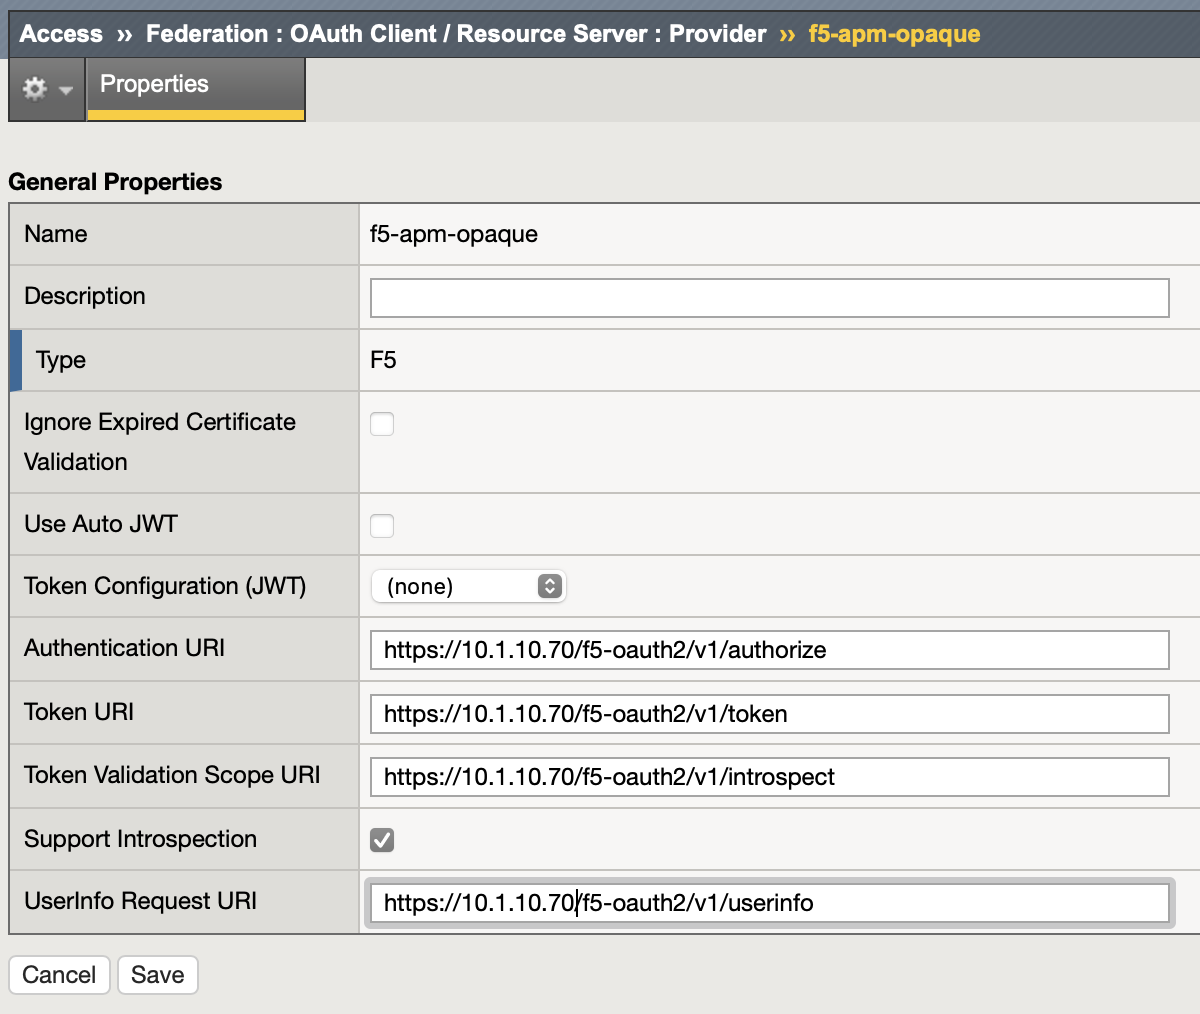 Access ›› Federation : OAuth Client / Resource Server : Provider ›› f5-apm-opaque
Properties
General Properties
Name f5-apm-opaque
Description
Type F5
Ignore Expired Certificate
Validation
Use Auto JWT
Token Configuration (JWT) (none)
Authentication URI https://10.1.10.70/f5-oauth2/v1/authorize
Token URI https://10.1.10.70/f5-oauth2/v1/token
Token Validation Scope URI https://10.1.10.70/f5-oauth2/v1/introspect
Support Introspection
UserInfo Request URI https://10.1.10.70/f5-oauth2/v1/userinfo
Cancel Save